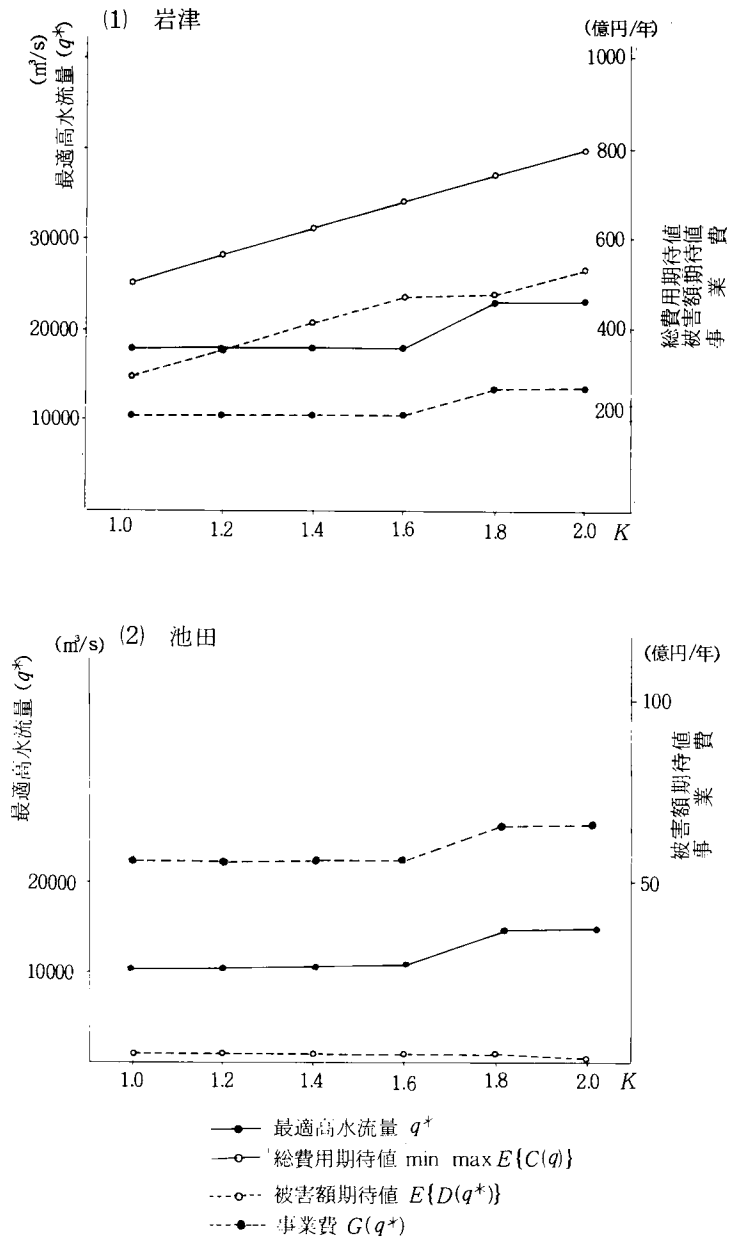 (1) 岩津
(m³/s)
最適高水流量 (q*)
(億円/年)
1000
800
600
400
200
総費用期待値
被害額期待値
事業費
30000
20000
10000
1.0 1.2 1.4 1.6 1.8 2.0 K
(2) 池田
(m³/s)
最適高水流量 (q*)
(億円/年)
100
50
被害額期待値
事業費
20000
10000
1.0 1.2 1.4 1.6 1.8 2.0 K
最適高水流量 q*
総費用期待値 min max E{C(q)}
被害額期待値 E{D(q*)}
事業費 G(q*)